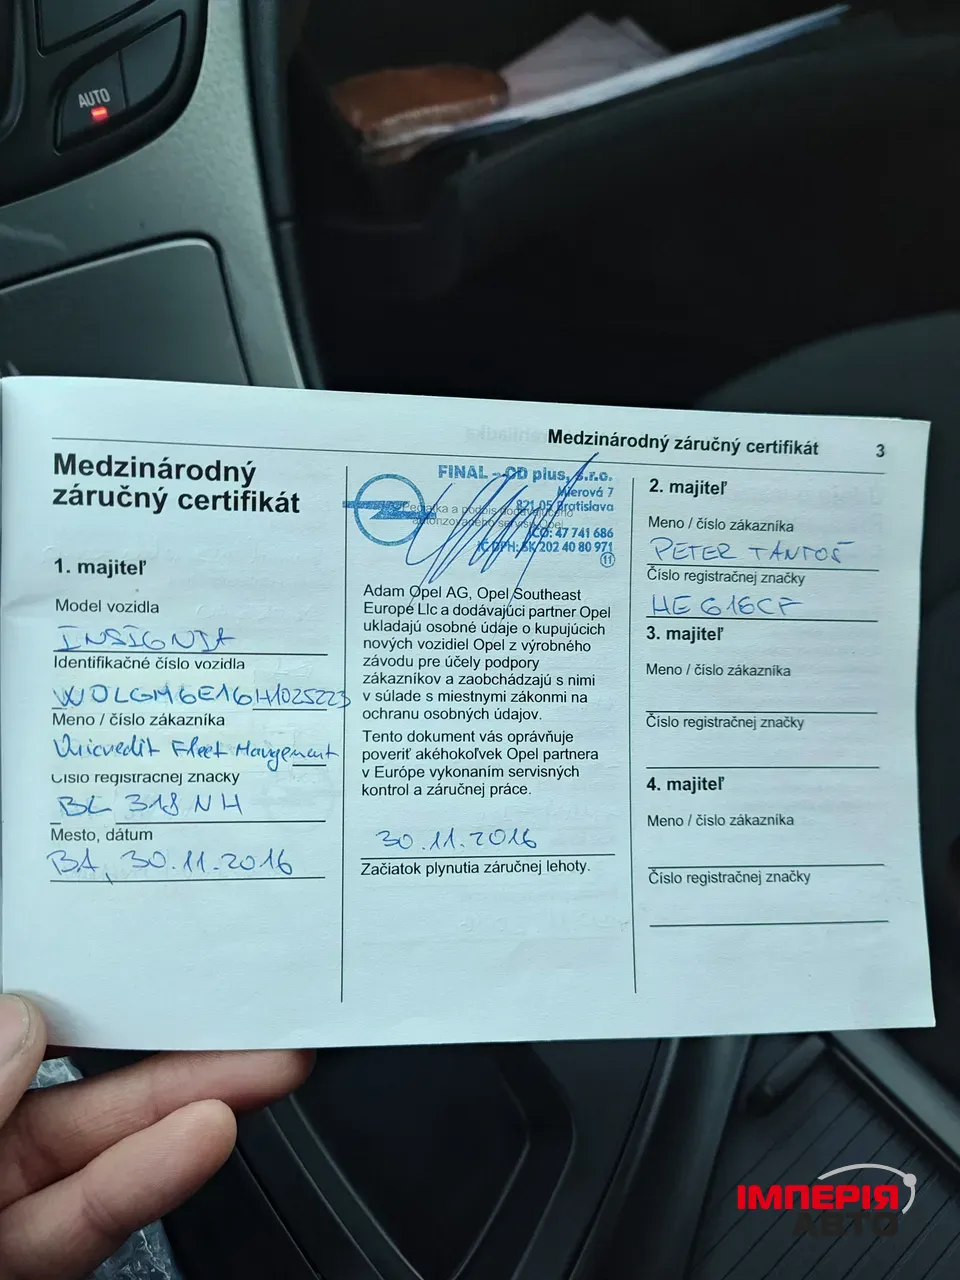 AUTO
Medzinárodný záručný certifikát 3
Medzinárodný
záručný certifikát
1. majiteľ
Model vozidla
INSIGNIA
Identifikačné číslo vozidla
W0LGM6E16H1025223
Meno / číslo zákazníka
Unicredit Fleet Management
Číslo registračnej značky
BL 318 NH
Mesto, dátum
BA, 30.11.2016
FINAL - CD plus, s.r.o.
Mierová 7
821 05 Bratislava
Pečiatka a podpis dodávajúceho
autorizovaného servisu Opel
IČO: 47 741 686
IČ DPH: SK 202 40 80 971
11
Adam Opel AG, Opel Southeast
Europe Llc a dodávajúci partner Opel
ukladajú osobné údaje o kupujúcich
nových vozidiel Opel z výrobného
závodu pre účely podpory
zákazníkov a zaobchádzajú s nimi
v súlade s miestnymi zákonmi na
ochranu osobných údajov.
Tento dokument vás oprávňuje
poveriť akéhokoľvek Opel partnera
v Európe vykonaním servisných
kontrol a záručnej práce.
30.11.2016
Začiatok plynutia záručnej lehoty.
2. majiteľ
Meno / číslo zákazníka
PETER
Číslo registračnej značky
HE616CF
3. majiteľ
Meno / číslo zákazníka
Číslo registračnej značky
4. majiteľ
Meno / číslo zákazníka
Číslo registračnej značky
ІМПЕРІЯ
АВТО